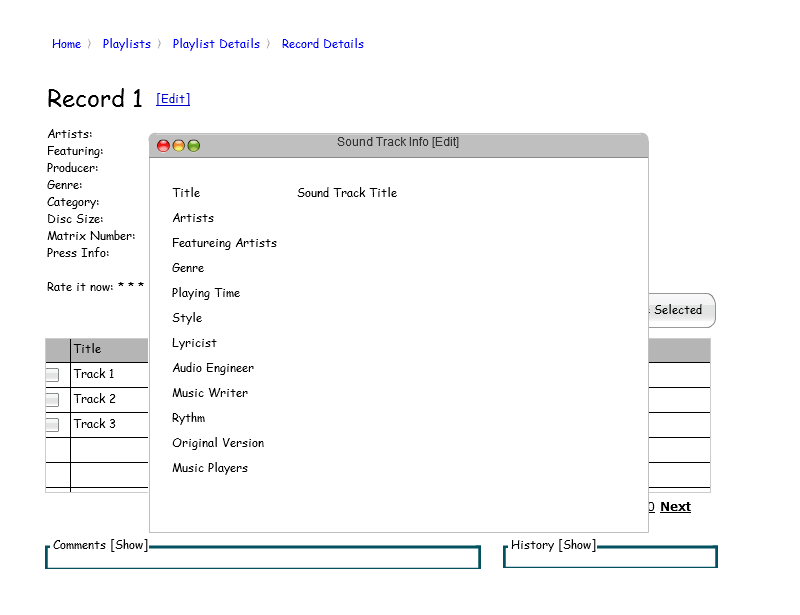 Home ) Playlists ) Playlist Details ) Record Details
Record 1 [Edit]
Artists:
Featuring:
Producer:
Genre:
Category:
Disc Size:
Matrix Number:
Press Info:
Rate it now: * * *
Sound Track Info [Edit]
Title Sound Track Title
Artists
Featureing Artists
Genre
Playing Time
Style
Lyricist
Audio Engineer
Music Writer
Rythm
Original Version
Music Players
Selected
Title
Track 1
Track 2
Track 3
0 Next
Comments [Show] History [Show]